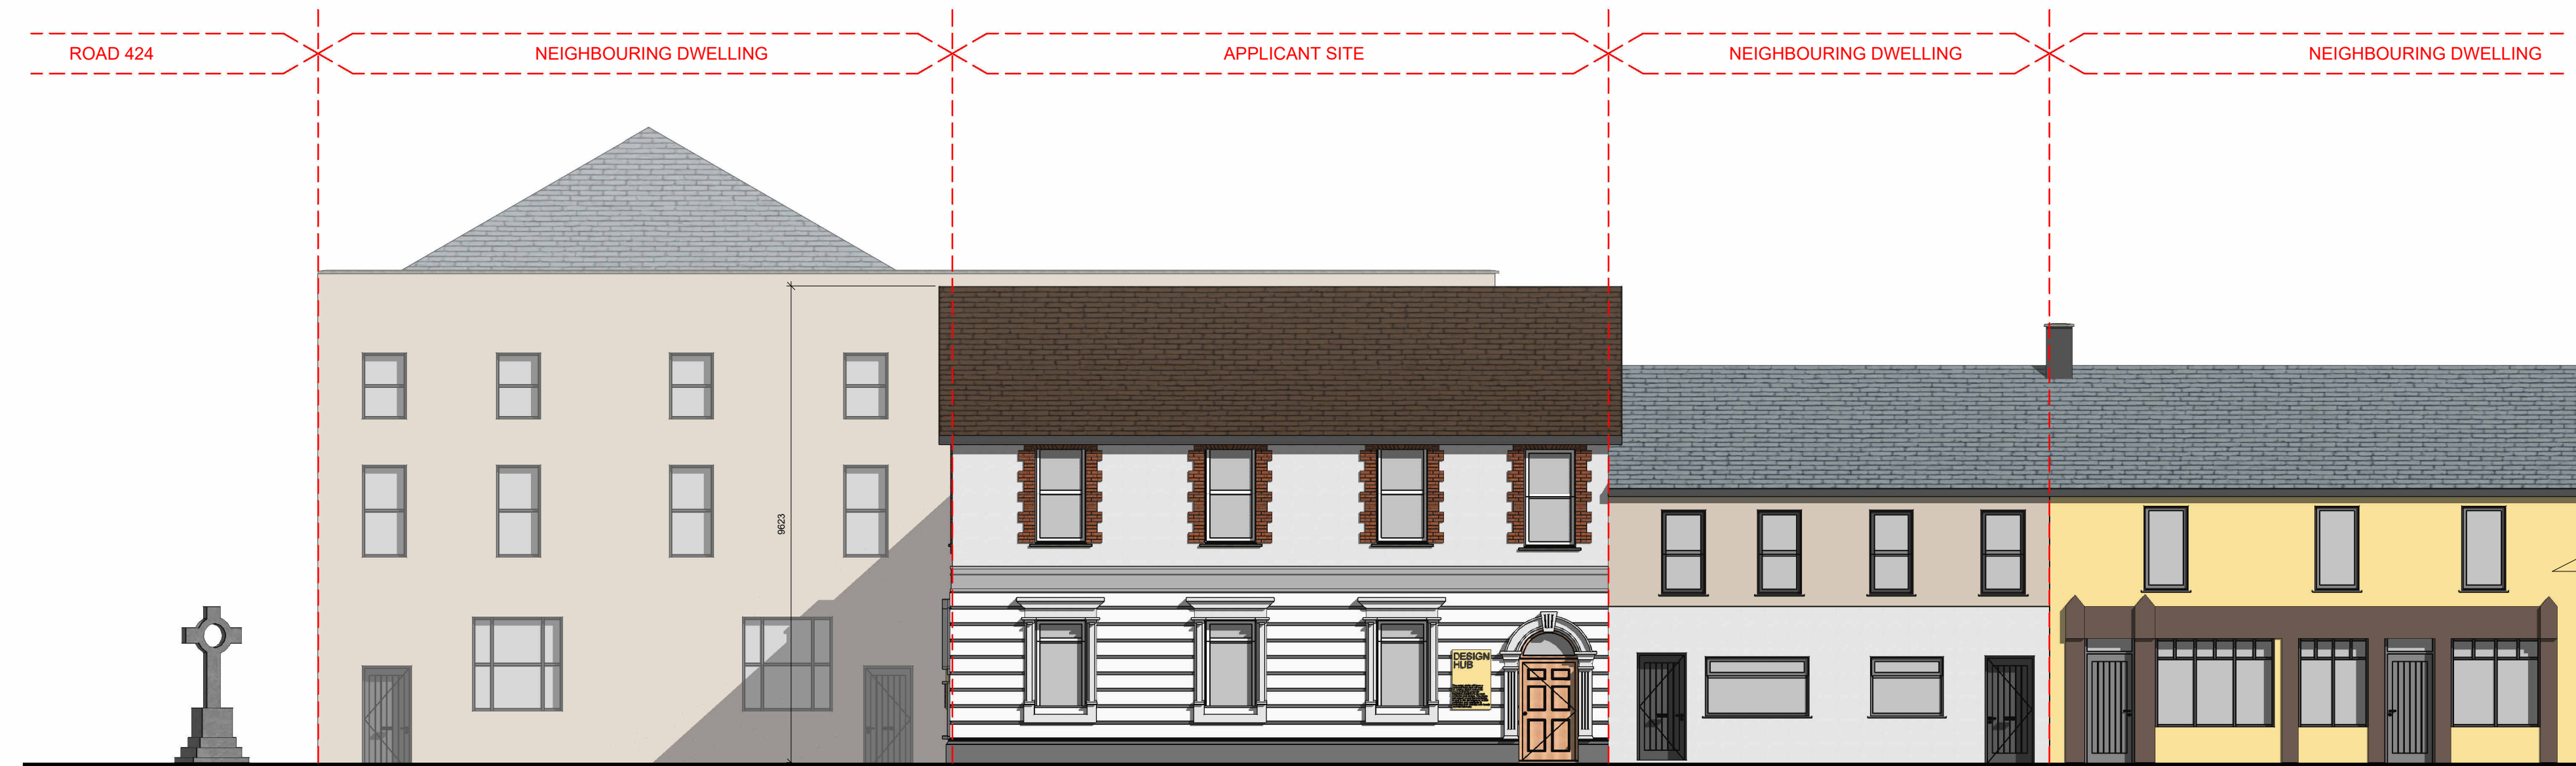 ROAD 424
NEIGHBOURING DWELLING
APPLICANT SITE
NEIGHBOURING DWELLING
NEIGHBOURING DWELLING
9623
DESIGN
HUB